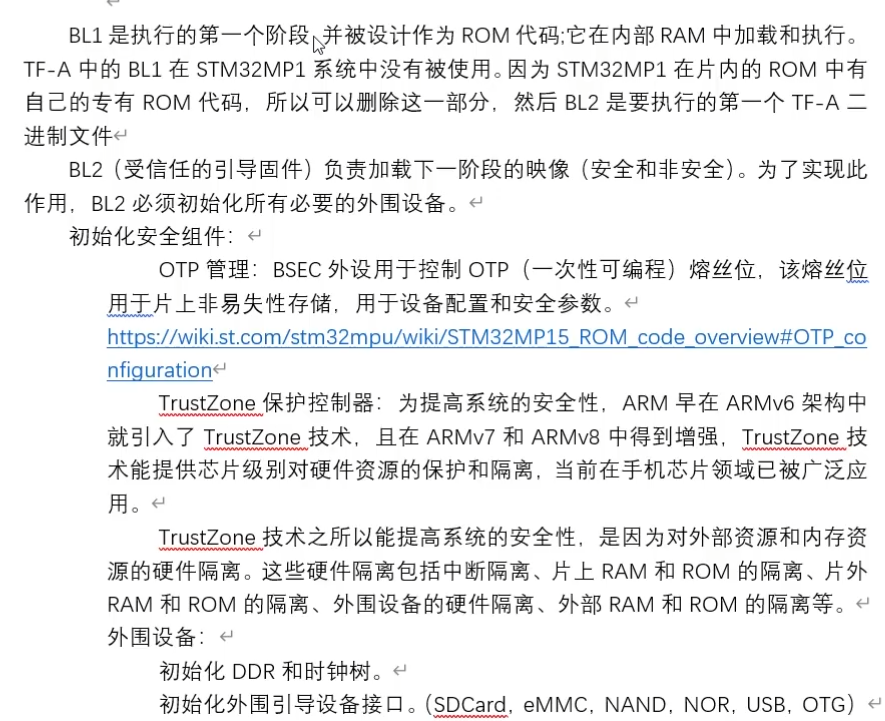 BL1 是执行的第一个阶段，并被设计作为 ROM 代码;它在内部 RAM 中加载和执行。
TF-A 中的 BL1 在 STM32MP1 系统中没有被使用。因为 STM32MP1 在片内的 ROM 中有
自己的专有 ROM 代码，所以可以删除这一部分，然后 BL2 是要执行的第一个 TF-A 二
进制文件
BL2（受信任的引导固件）负责加载下一阶段的映像（安全和非安全）。为了实现此
作用，BL2 必须初始化所有必要的外围设备。
初始化安全组件：
OTP 管理：BSEC 外设用于控制 OTP（一次性可编程）熔丝位，该熔丝位
用于片上非易失性存储，用于设备配置和安全参数。
https://wiki.st.com/stm32mpu/wiki/STM32MP15_ROM_code_overview#OTP_co
nfiguration
TrustZone 保护控制器：为提高系统的安全性，ARM 早在 ARMv6 架构中
就引入了 TrustZone 技术，且在 ARMv7 和 ARMv8 中得到增强，TrustZone 技
术能提供芯片级别对硬件资源的保护和隔离，当前在手机芯片领域已被广泛应
用。
TrustZone 技术之所以能提高系统的安全性，是因为对外部资源和内存资
源的硬件隔离。这些硬件隔离包括中断隔离、片上 RAM 和 ROM 的隔离、片外
RAM 和 ROM 的隔离、外围设备的硬件隔离、外部 RAM 和 ROM 的隔离等。
外围设备：
初始化 DDR 和时钟树。
初始化外围引导设备接口。（SDCard，eMMC，NAND，NOR，USB，OTG）